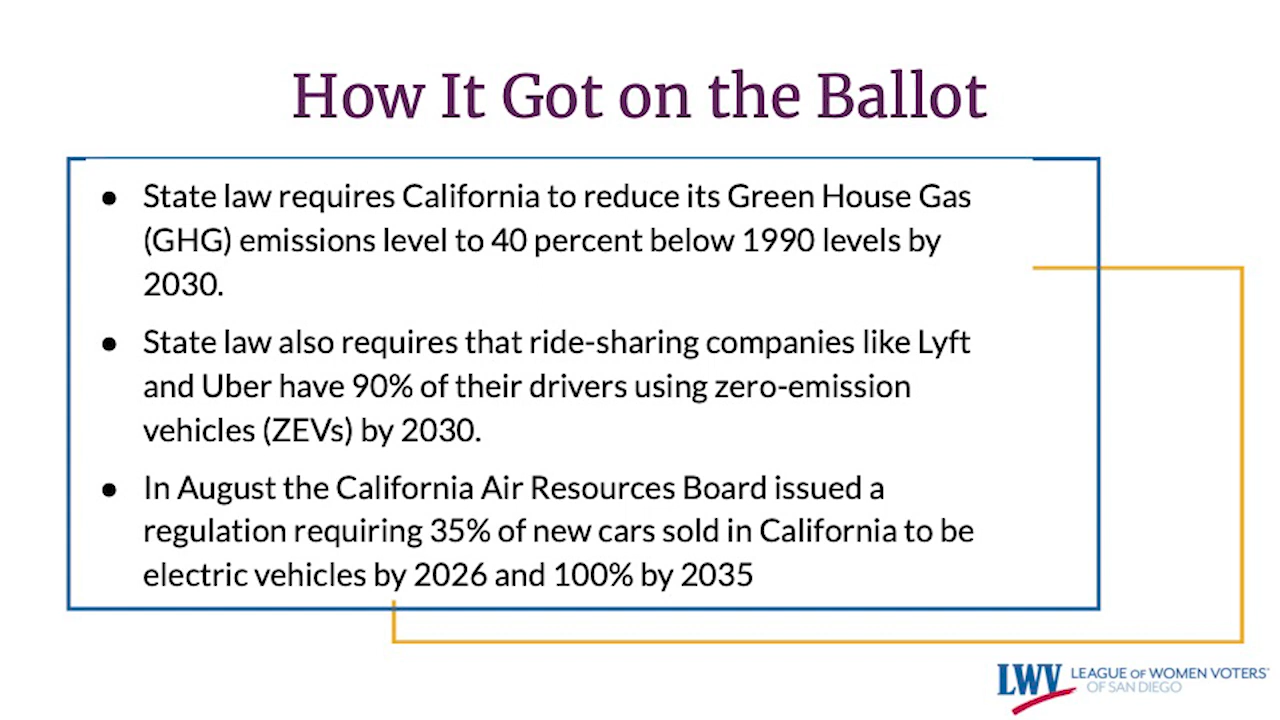 How It Got on the Ballot
● State law requires California to reduce its Green House Gas
(GHG) emissions level to 40 percent below 1990 levels by
2030.
● State law also requires that ride-sharing companies like Lyft
and Uber have 90% of their drivers using zero-emission
vehicles (ZEVs) by 2030.
● In August the California Air Resources Board issued a
regulation requiring 35% of new cars sold in California to be
electric vehicles by 2026 and 100% by 2035
LWV LEAGUE OF WOMEN VOTERS®
OF SAN DIEGO